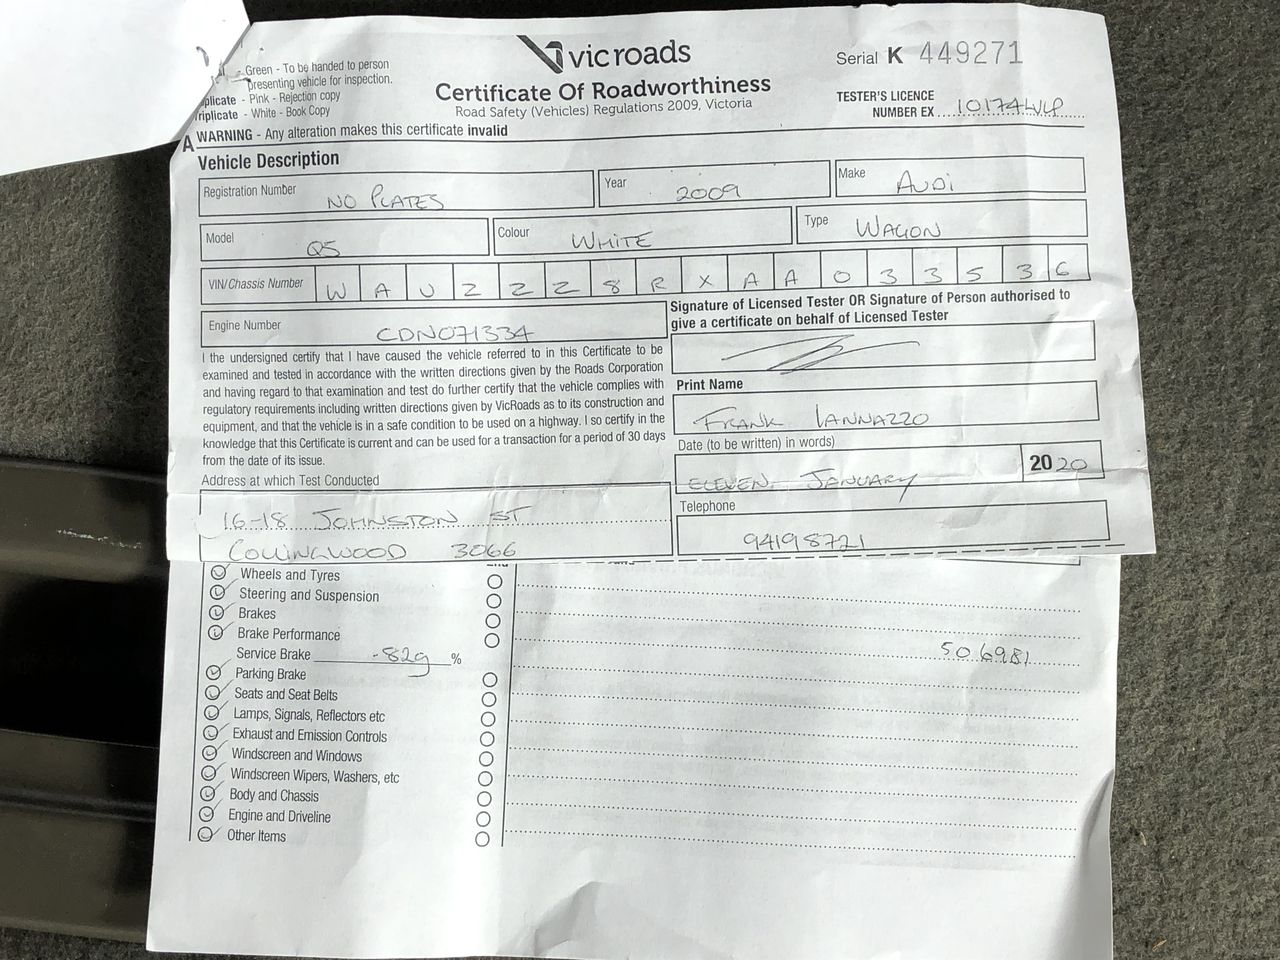 Green - To be handed to person
presenting vehicle for inspection.
plicate - Pink - Rejection copy
Triplicate - White - Book Copy
vic roads
Certificate Of Roadworthiness
Road Safety (Vehicles) Regulations 2009, Victoria
Serial K 449271
TESTER'S LICENCE
NUMBER EX
A WARNING - Any alteration makes this certificate invalid
Vehicle Description
Registration Number NO PLATES
Year 2009
Make AUDi
Model Q5
Colour WHITE
Type WAGON
VIN/Chassis Number W A U Z Z Z 8 R X A A 0 3 3 5 3 6
Engine Number CDN071334
Signature of Licensed Tester OR Signature of Person authorised to
give a certificate on behalf of Licensed Tester
I the undersigned certify that I have caused the vehicle referred to in this Certificate to be
examined and tested in accordance with the written directions given by the Roads Corporation
and having regard to that examination and test do further certify that the vehicle complies with
regulatory requirements including written directions given by VicRoads as to its construction and
equipment, and that the vehicle is in a safe condition to be used on a highway. I so certify in the
knowledge that this Certificate is current and can be used for a transaction for a period of 30 days
from the date of its issue.
Print Name
FRANK IANNAZZO
Date (to be written) in words)
ELEVEN JANUARY 2020
Address at which Test Conducted
16-18 JOHNSTON ST
COLLINGWOOD 3066
Telephone
94198721
Wheels and Tyres
Steering and Suspension
Brakes
Brake Performance
Service Brake .82g %
506981
Parking Brake
Seats and Seat Belts
Lamps, Signals, Reflectors etc
Exhaust and Emission Controls
Windscreen and Windows
Windscreen Wipers, Washers, etc
Body and Chassis
Engine and Driveline
Other Items